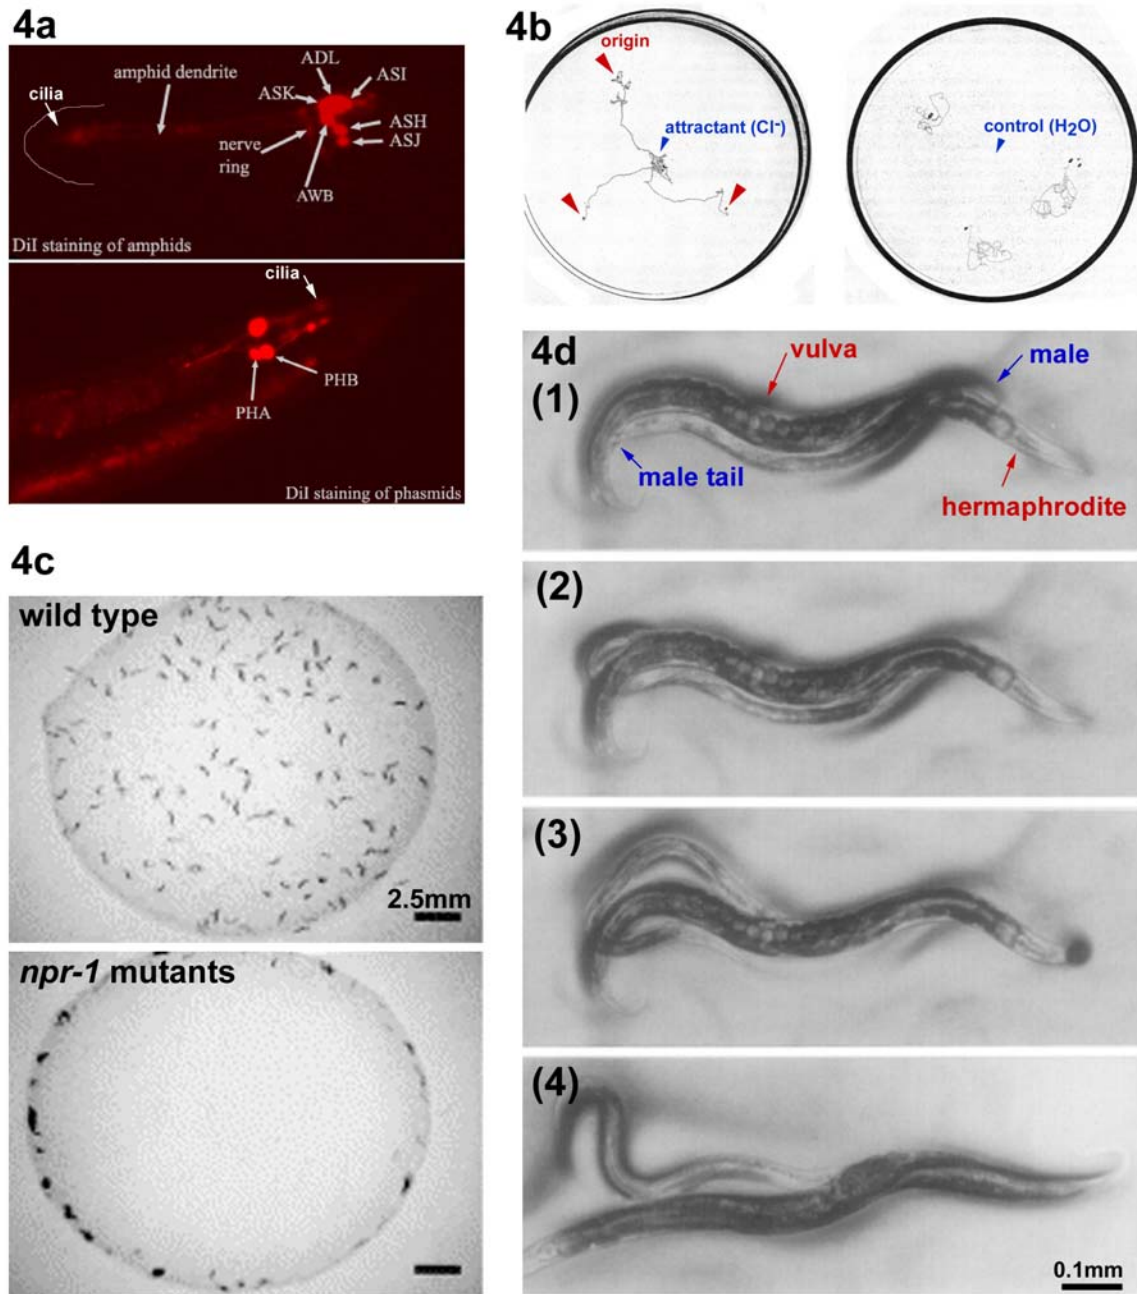 4a
ADL
amphid dendrite
ASI
cilia
ASK
ASH
ASJ
nerve
ring
AWB
DiI staining of amphids
cilia
PHB
PHA
DiI staining of phasmids
4b
origin
attractant (Cl-)
control (H2O)
4c
wild type
2.5mm
npr-1 mutants
4d
(1)
vulva
male
male tail
hermaphrodite
(2)
(3)
(4)
0.1mm